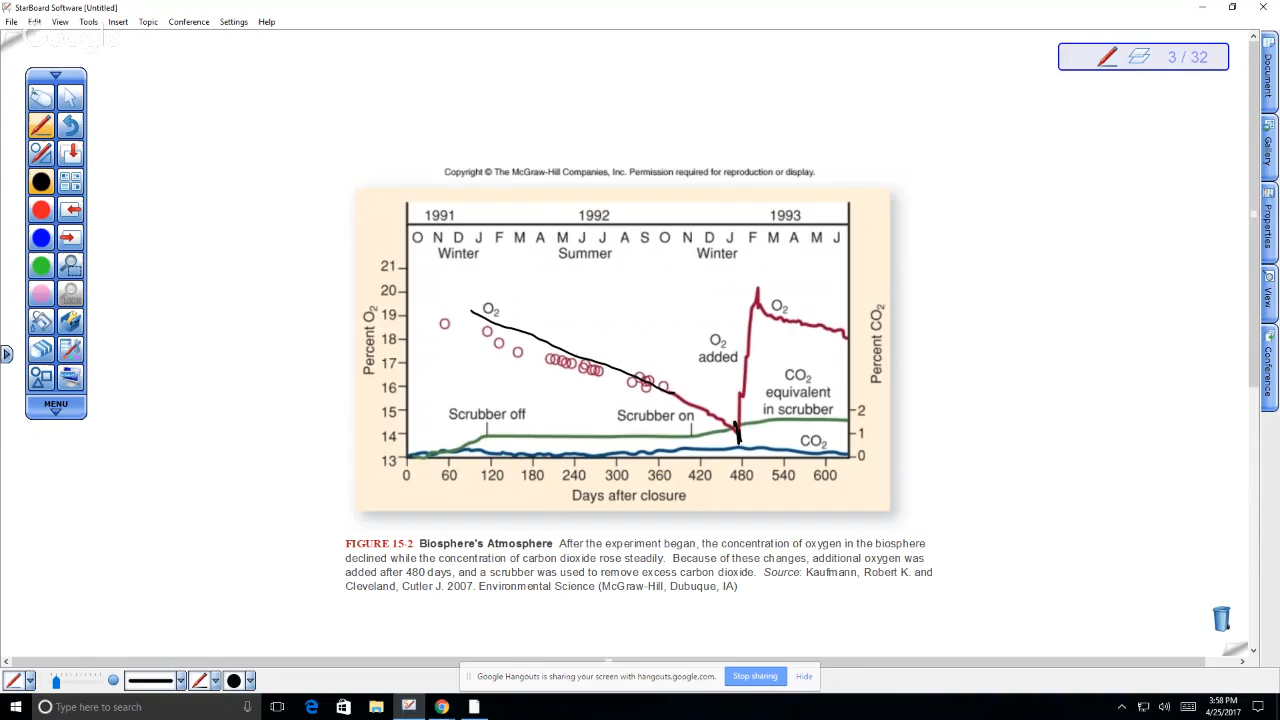 StarBoard Software [Untitled]
File Edit View Tools Insert Topic Conference Settings Help
Google
3 / 32
Document
Gallery
Properties
View
Conference
MENU
Copyright © The McGraw-Hill Companies, Inc. Permission required for reproduction or display.
1991 1992 1993
O N D J F M A M J J A S O N D J F M A M J
Winter Summer Winter
21
20
19
18
17
16
15
14
13
Percent O2
O2
O2
added
O2
CO2
equivalent
in scrubber
Scrubber off
Scrubber on
CO2
2
1
0
Percent CO2
0 60 120 180 240 300 360 420 480 540 600
Days after closure
FIGURE 15-2 Biosphere's Atmosphere After the experiment began, the concentration of oxygen in the biosphere
declined while the concentration of carbon dioxide rose steadily. Because of these changes, additional oxygen was
added after 480 days, and a scrubber was used to remove excess carbon dioxide. Source: Kaufmann, Robert K. and
Cleveland, Cutler J. 2007. Environmental Science (McGraw-Hill, Dubuque, IA)
Google Hangouts is sharing your screen with hangouts.google.com. Stop sharing Hide
Type here to search
3:58 PM
4/25/2017